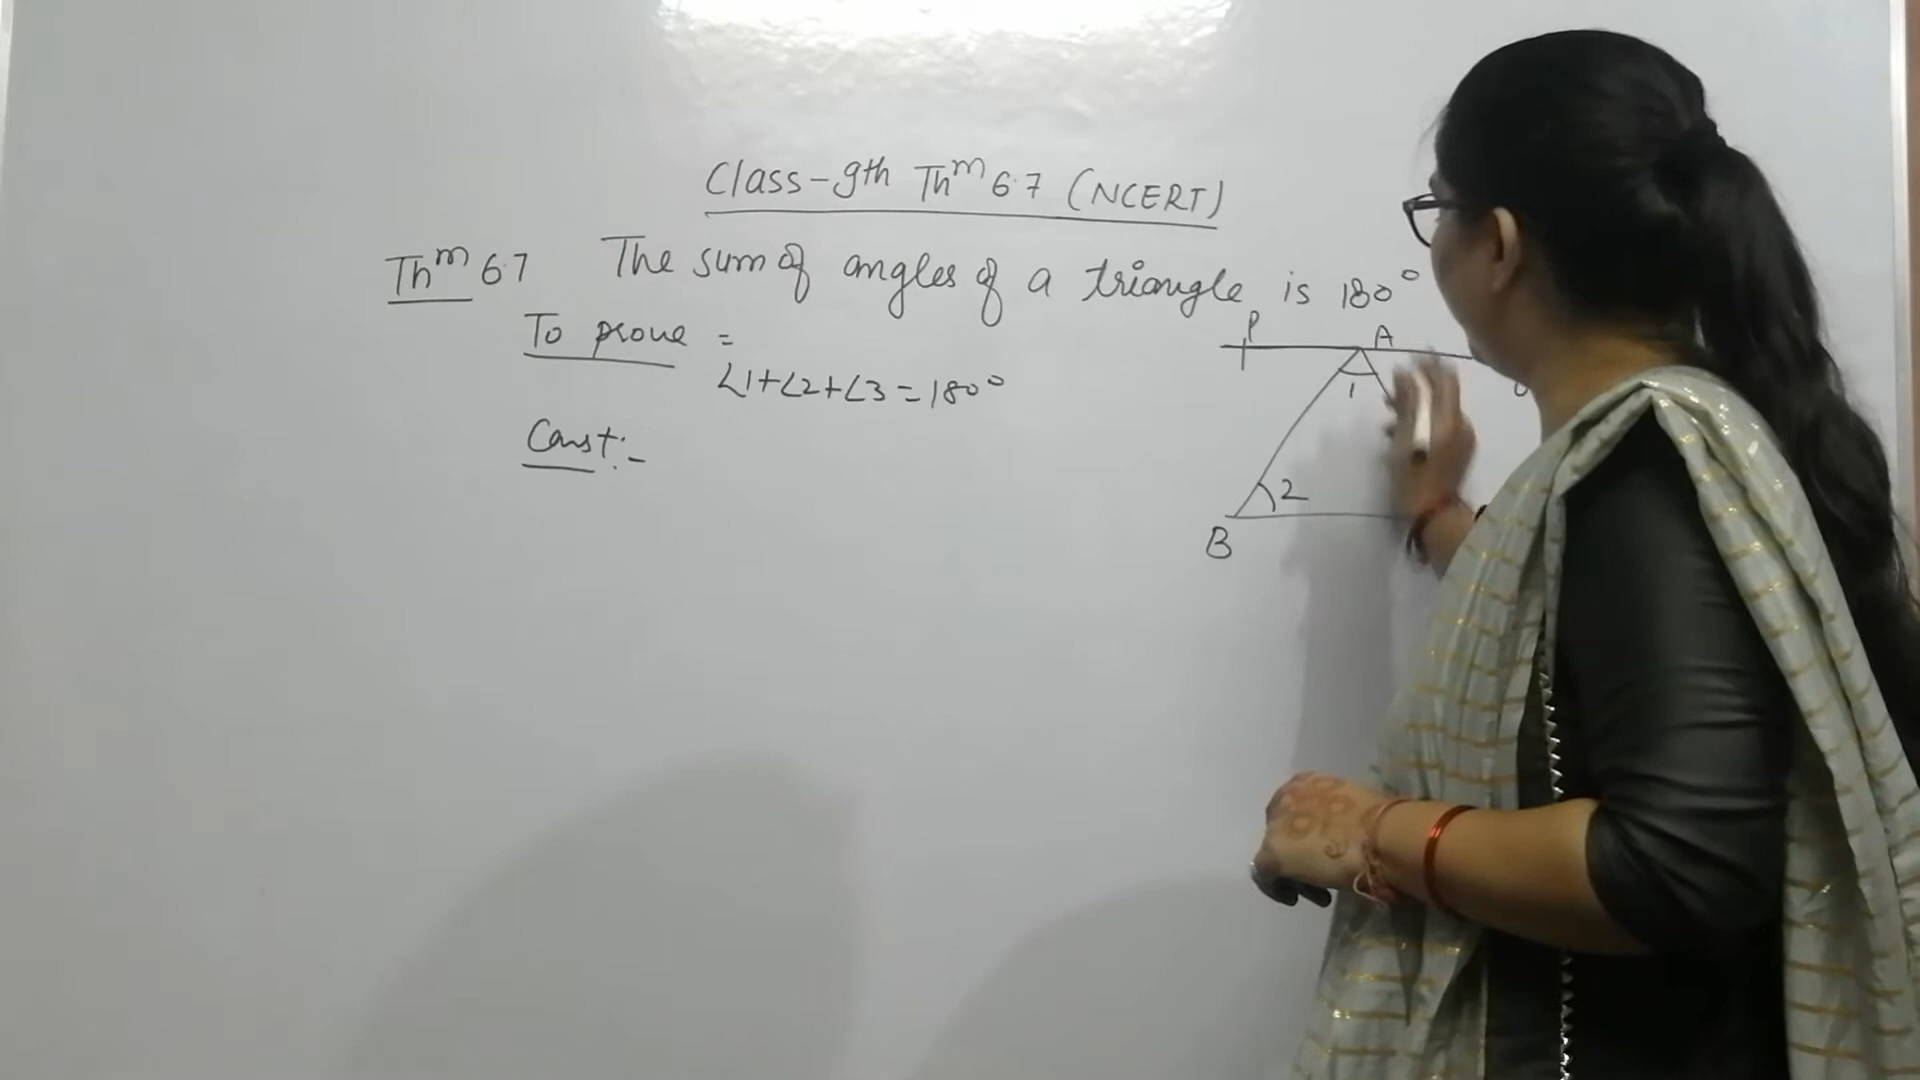 Class-9th Thm 6.7 (NCERT)
Thm 6.7 The sum of angles of a triangle is 180°
To prove =
∠1+∠2+∠3=180°
Const:-
P A
1
2
B